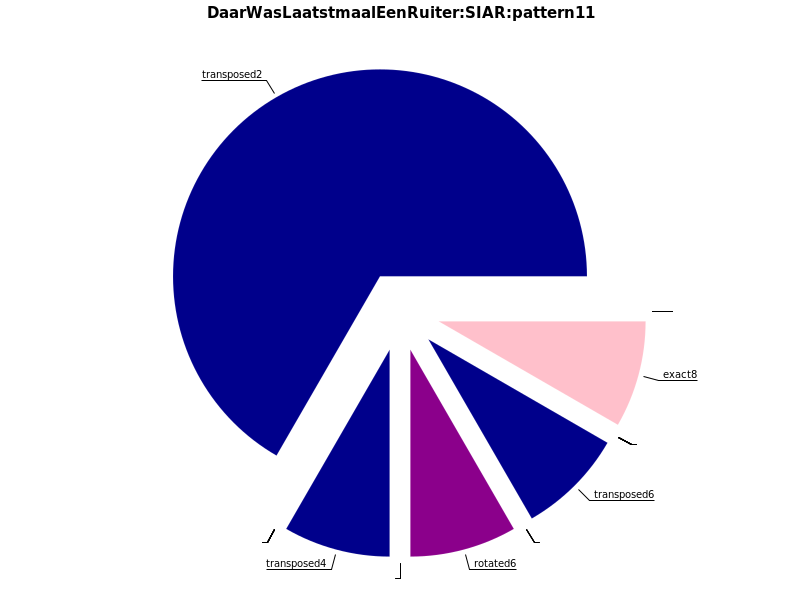 DaarWasLaatstmaalEenRuiter:SIAR:pattern11
transposed2
exact8
transposed6
transposed4
rotated6